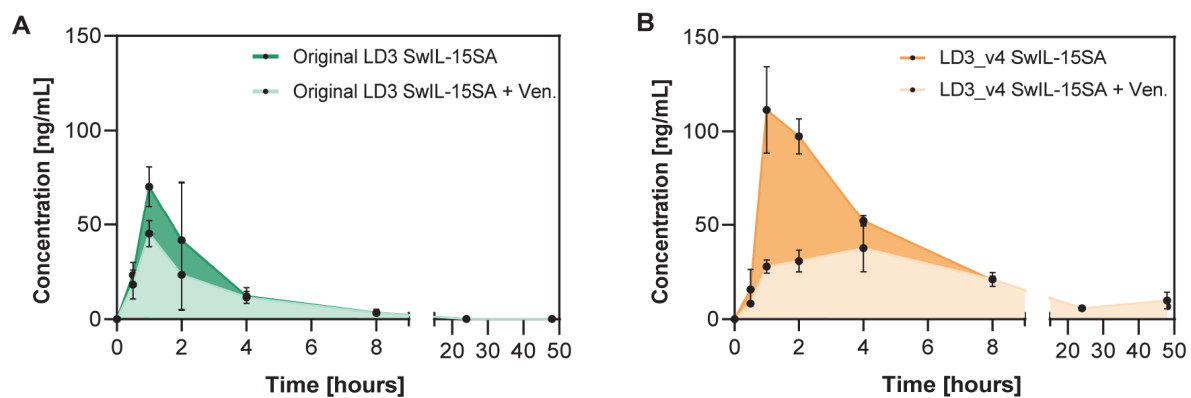 A
Concentration [ng/mL]
150
100
50
0
Original LD3 SwIL-15SA
Original LD3 SwIL-15SA + Ven.
0 2 4 6 8 20 30 40 50
Time [hours]
B
Concentration [ng/mL]
150
100
50
0
LD3_v4 SwIL-15SA
LD3_v4 SwIL-15SA + Ven.
0 2 4 6 8 20 30 40 50
Time [hours]